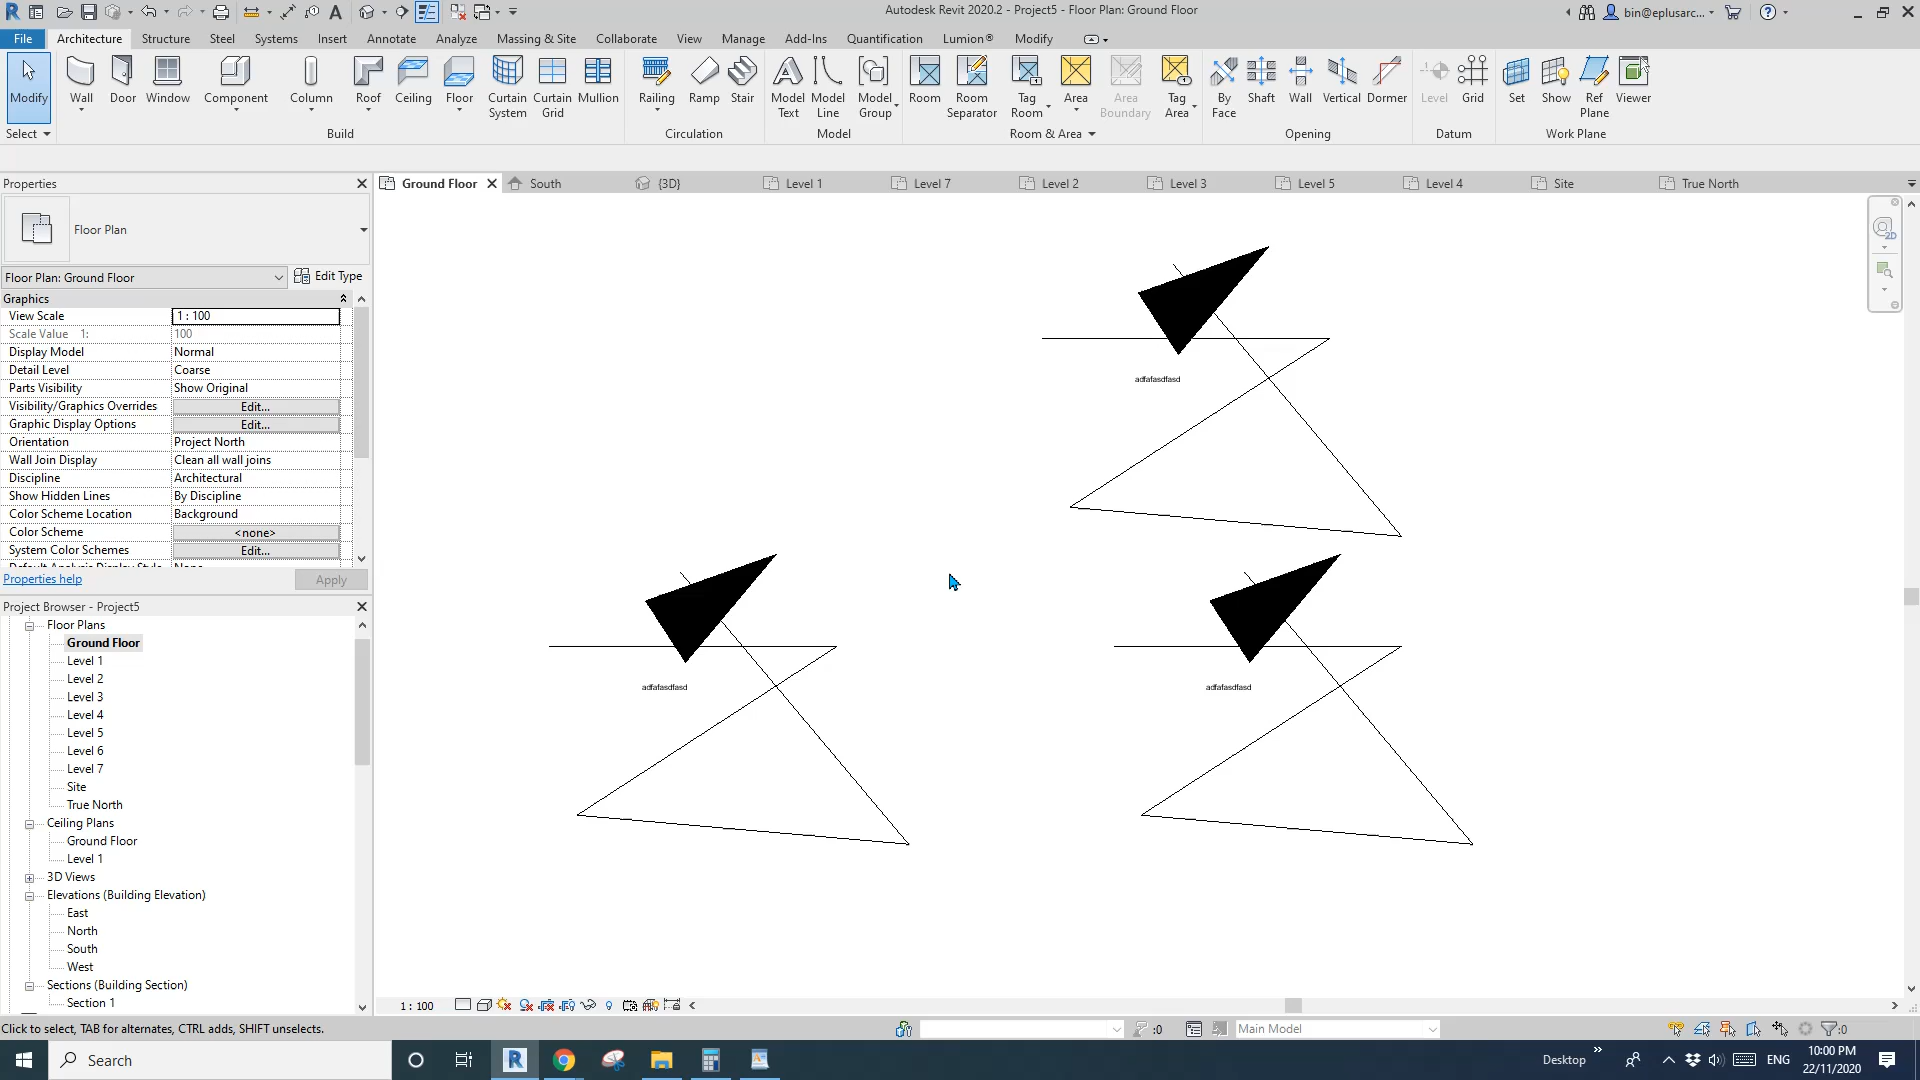 Autodesk Revit 2020.2 - Project5 - Floor Plan: Ground Floor
bin@eplusarc...
File Architecture Structure Steel Systems Insert Annotate Analyze Massing & Site Collaborate View Manage Add-Ins Quantification Lumion® Modify
Modify Wall Door Window Component Column Roof Ceiling Floor Curtain System Curtain Grid Mullion Railing Ramp Stair Model Text Model Line Model Group Room Room Separator Tag Room Area Area Boundary Tag Area By Face Shaft Wall Vertical Dormer Level Grid Set Show Ref Plane Viewer
Select Build Circulation Model Room & Area Opening Datum Work Plane
Properties
Ground Floor South {3D} Level 1 Level 7 Level 2 Level 3 Level 5 Level 4 Site True North
Floor Plan
Floor Plan: Ground Floor Edit Type
Graphics
View Scale 1 : 100
Scale Value 1: 100
Display Model Normal
Detail Level Coarse
Parts Visibility Show Original
Visibility/Graphics Overrides Edit...
Graphic Display Options Edit...
Orientation Project North
Wall Join Display Clean all wall joins
Discipline Architectural
Show Hidden Lines By Discipline
Color Scheme Location Background
Color Scheme <none>
System Color Schemes Edit...
Default Analysis Display Style None
Properties help Apply
Project Browser - Project5
Floor Plans
Ground Floor
Level 1
Level 2
Level 3
Level 4
Level 5
Level 6
Level 7
Site
True North
Ceiling Plans
Ground Floor
Level 1
3D Views
Elevations (Building Elevation)
East
North
South
West
Sections (Building Section)
Section 1
adfafasdfasd
adfafasdfasd
adfafasdfasd
2D
1 : 100
Click to select, TAB for alternates, CTRL adds, SHIFT unselects.
:0
Main Model
:0
Search
Desktop
ENG
10:00 PM
22/11/2020